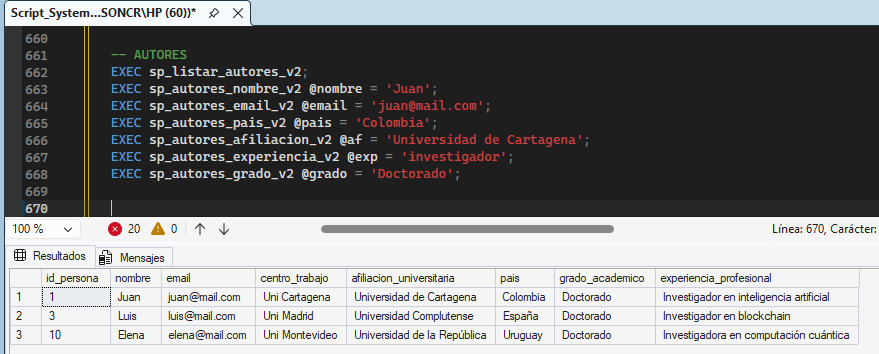 Script_System...SONCR\HP (60))*
660
661 -- AUTORES
662 EXEC sp_listar_autores_v2;
663 EXEC sp_autores_nombre_v2 @nombre = 'Juan';
664 EXEC sp_autores_email_v2 @email = 'juan@mail.com';
665 EXEC sp_autores_pais_v2 @pais = 'Colombia';
666 EXEC sp_autores_afiliacion_v2 @af = 'Universidad de Cartagena';
667 EXEC sp_autores_experiencia_v2 @exp = 'investigador';
668 EXEC sp_autores_grado_v2 @grado = 'Doctorado';
669
670
100 % 20 0 Línea: 670, Carácter:
Resultados Mensajes
id_persona nombre email centro_trabajo afiliacion_universitaria pais grado_academico experiencia_profesional
1 1 Juan juan@mail.com Uni Cartagena Universidad de Cartagena Colombia Doctorado Investigador en inteligencia artificial
2 3 Luis luis@mail.com Uni Madrid Universidad Complutense España Doctorado Investigador en blockchain
3 10 Elena elena@mail.com Uni Montevideo Universidad de la República Uruguay Doctorado Investigadora en computación cuántica